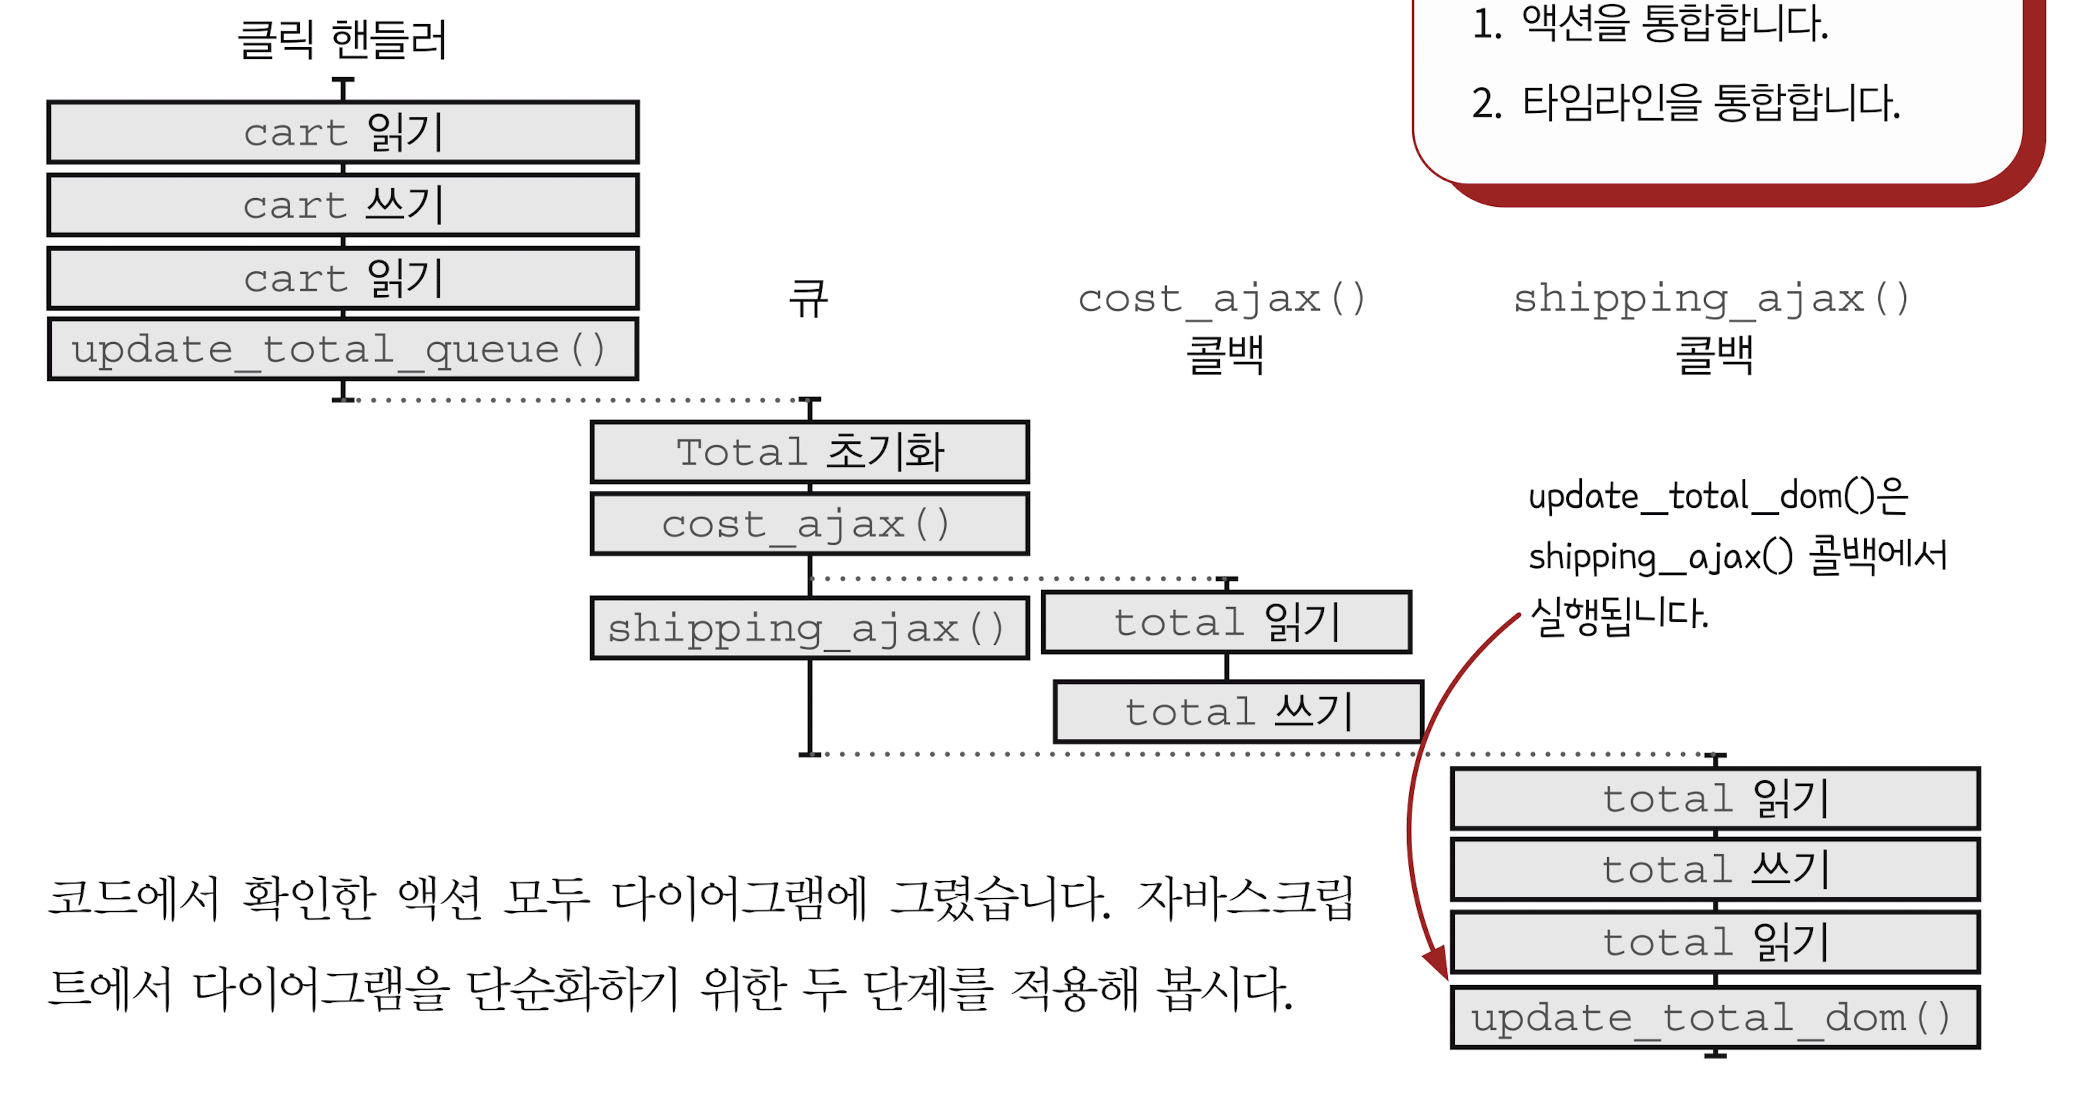 클릭 핸들러
cart 읽기
cart 쓰기
cart 읽기
update_total_queue()
1. 액션을 통합합니다.
2. 타임라인을 통합합니다.
큐
Total 초기화
cost_ajax()
shipping_ajax()
cost_ajax()
콜백
total 읽기
total 쓰기
shipping_ajax()
콜백
update_total_dom()은
shipping_ajax() 콜백에서
실행됩니다.
total 읽기
total 쓰기
total 읽기
update_total_dom()
코드에서 확인한 액션 모두 다이어그램에 그렸습니다. 자바스크립
트에서 다이어그램을 단순화하기 위한 두 단계를 적용해 봅시다.